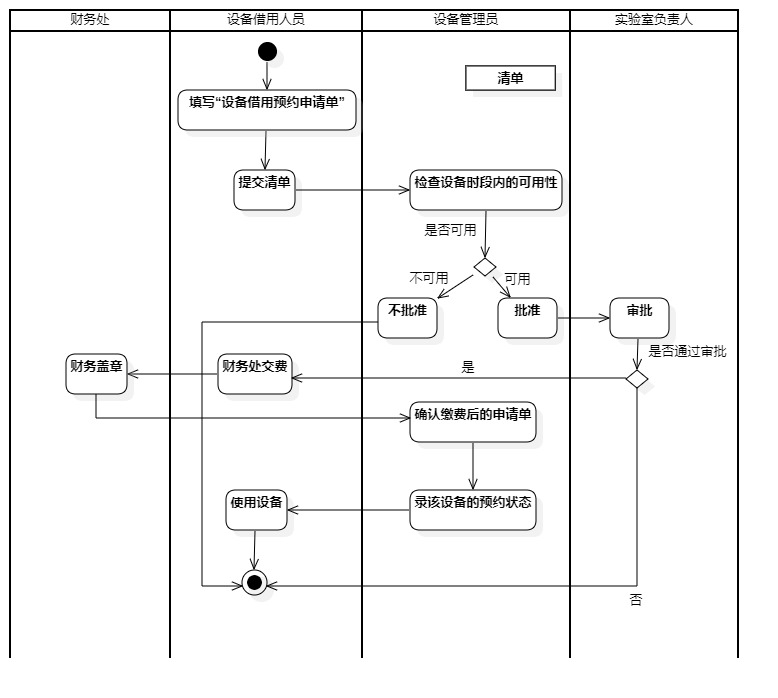 财务处
设备借用人员
设备管理员
实验室负责人
清单
填写“设备借用预约申请单”
提交清单
检查设备时段内的可用性
是否可用
不可用
可用
不批准
批准
审批
是否通过审批
财务盖章
财务处交费
是
确认缴费后的申请单
使用设备
录该设备的预约状态
否